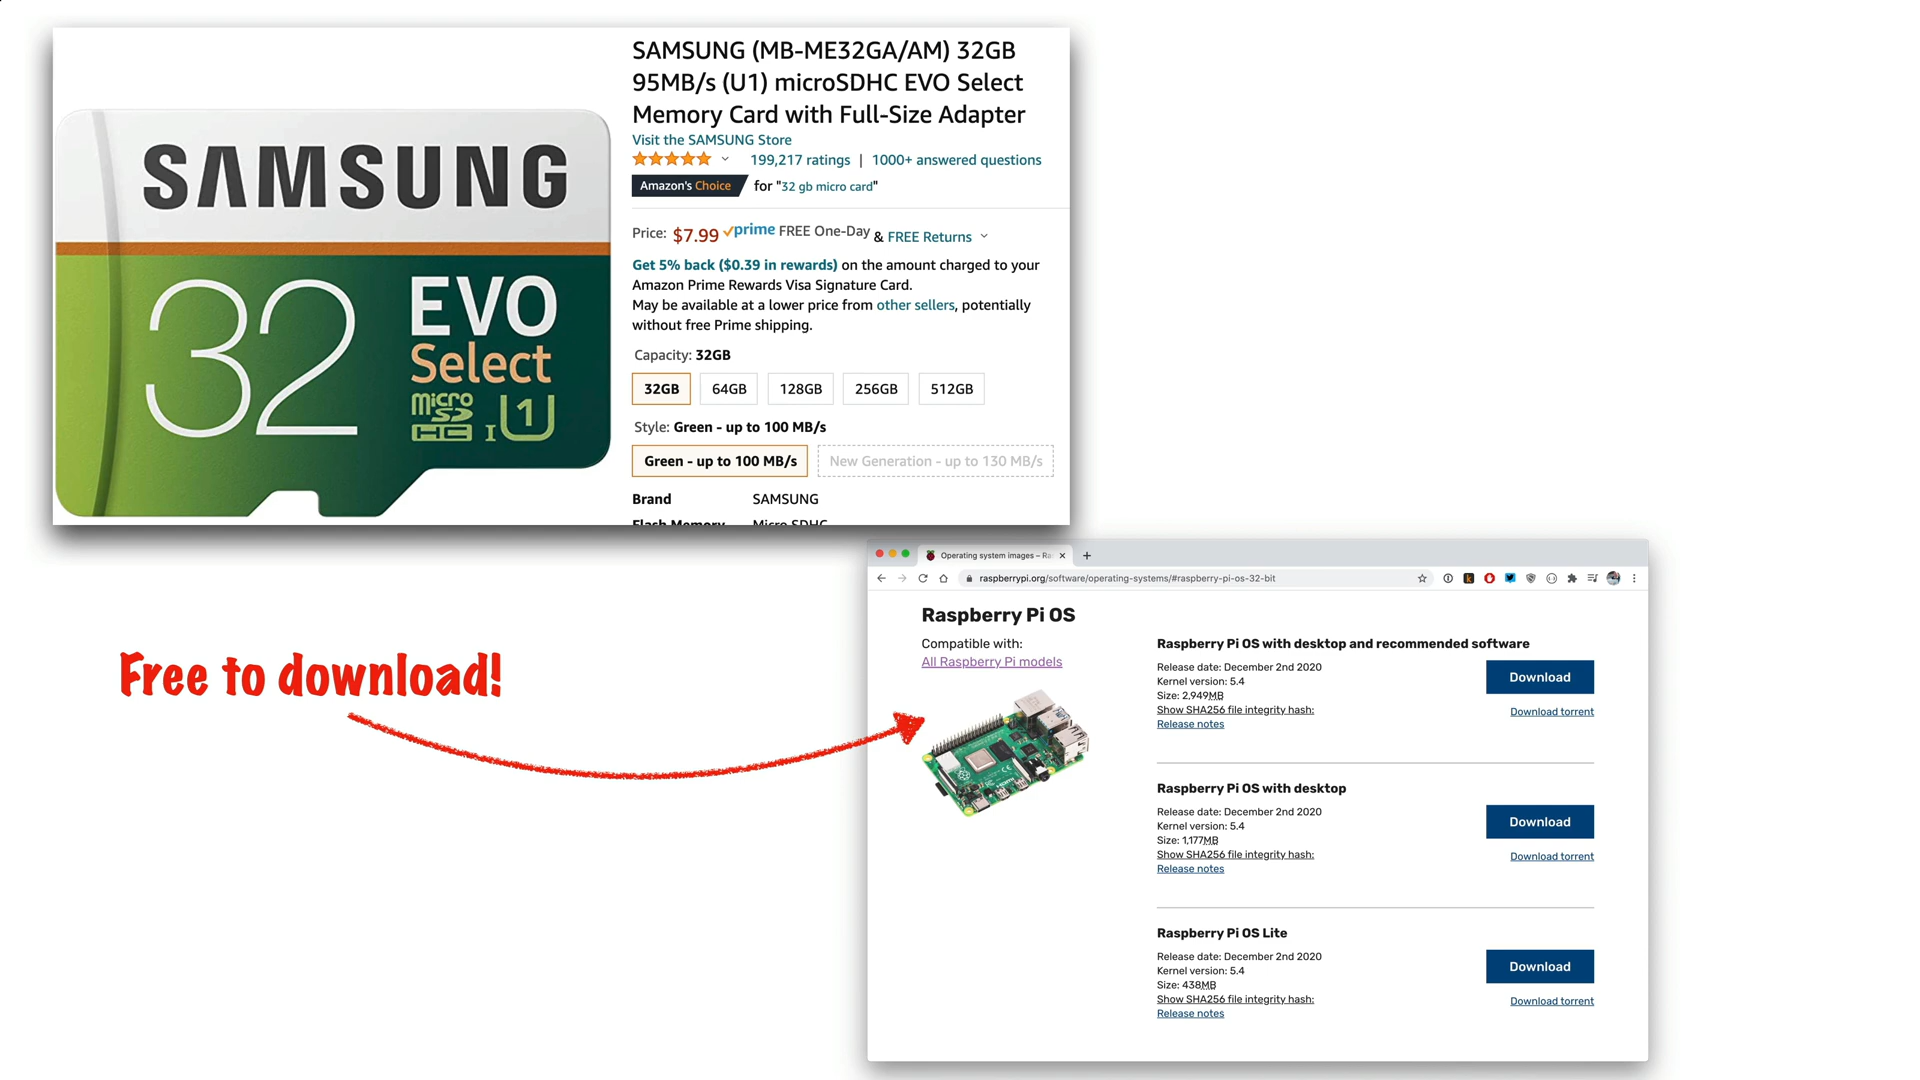 SAMSUNG
32
EVO
Select
micro
SD
HC I U1
SAMSUNG (MB-ME32GA/AM) 32GB
95MB/s (U1) microSDHC EVO Select
Memory Card with Full-Size Adapter
Visit the SAMSUNG Store
199,217 ratings | 1000+ answered questions
Amazon's Choice for "32 gb micro card"
Price: $7.99 prime FREE One-Day & FREE Returns
Get 5% back ($0.39 in rewards) on the amount charged to your
Amazon Prime Rewards Visa Signature Card.
May be available at a lower price from other sellers, potentially
without free Prime shipping.
Capacity: 32GB
32GB 64GB 128GB 256GB 512GB
Style: Green - up to 100 MB/s
Green - up to 100 MB/s New Generation - up to 130 MB/s
Brand SAMSUNG
Flash Memory Micro SDHC
Free to download!
Operating system images – Ra
raspberrypi.org/software/operating-systems/#raspberry-pi-os-32-bit
Raspberry Pi OS
Compatible with:
All Raspberry Pi models
Raspberry Pi OS with desktop and recommended software
Release date: December 2nd 2020
Kernel version: 5.4
Size: 2,949MB
Show SHA256 file integrity hash:
Release notes
Download
Download torrent
Raspberry Pi OS with desktop
Release date: December 2nd 2020
Kernel version: 5.4
Size: 1,177MB
Show SHA256 file integrity hash:
Release notes
Download
Download torrent
Raspberry Pi OS Lite
Release date: December 2nd 2020
Kernel version: 5.4
Size: 438MB
Show SHA256 file integrity hash:
Release notes
Download
Download torrent